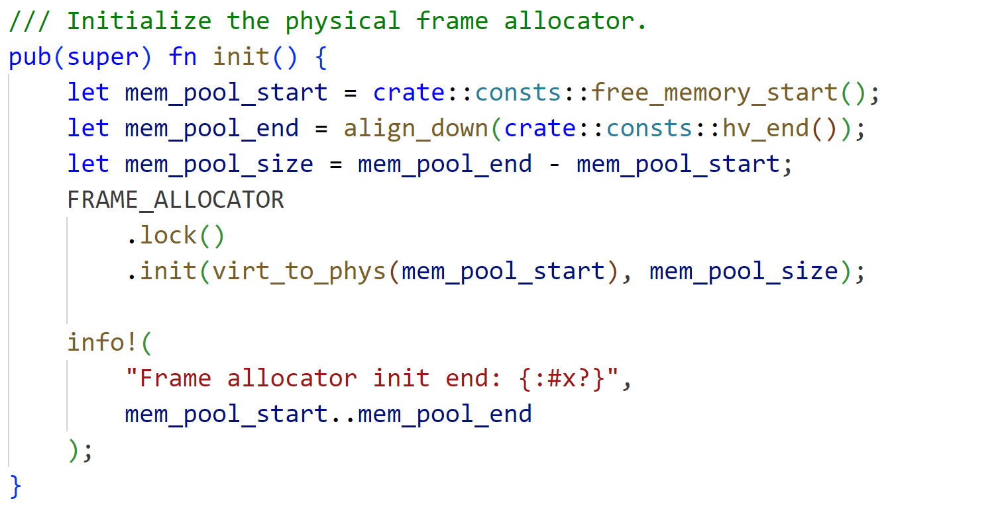 /// Initialize the physical frame allocator.
pub(super) fn init() {
    let mem_pool_start = crate::consts::free_memory_start();
    let mem_pool_end = align_down(crate::consts::hv_end());
    let mem_pool_size = mem_pool_end - mem_pool_start;
    FRAME_ALLOCATOR
        .lock()
        .init(virt_to_phys(mem_pool_start), mem_pool_size);

    info!(
        "Frame allocator init end: {:#x?}",
        mem_pool_start..mem_pool_end
    );
}